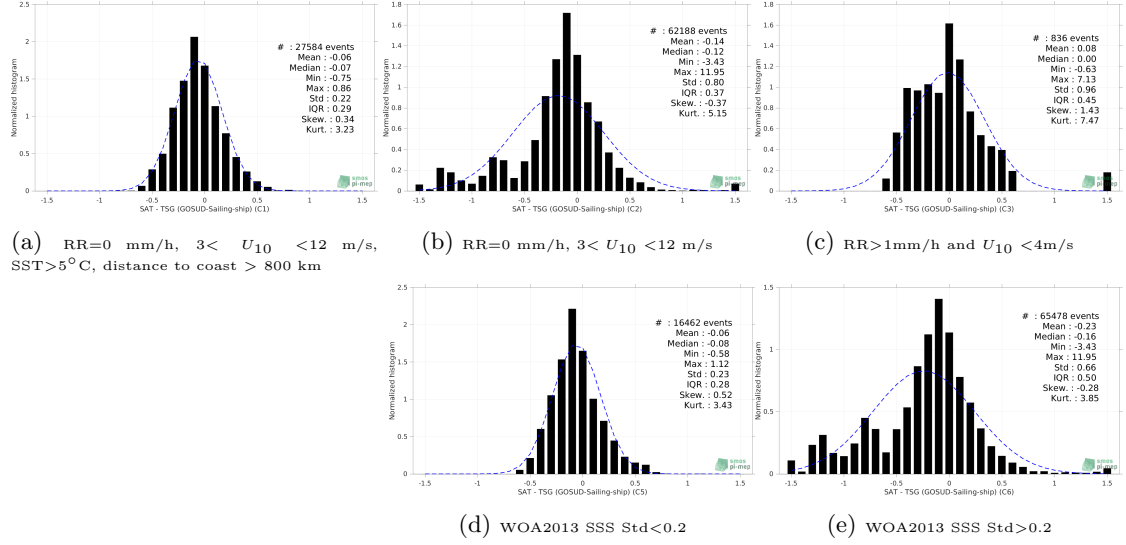 2.5
2
1.5
1
0.5
0
-1.5 -1 -0.5 0 0.5 1 1.5
Normalized histogram
SAT - TSG (GOSUD-Sailing-ship) (C1)
# : 27584 events
Mean : -0.06
Median : -0.07
Min : -0.75
Max : 0.86
Std : 0.22
IQR : 0.29
Skew. : 0.34
Kurt. : 3.23
smos
pi-mep
(a) RR=0 mm/h, 3< U10 <12 m/s,
SST>5°C, distance to coast > 800 km
1.8
1.6
1.4
1.2
1
0.8
0.6
0.4
0.2
0
-1.5 -1 -0.5 0 0.5 1 1.5
Normalized histogram
SAT - TSG (GOSUD-Sailing-ship) (C2)
# : 62188 events
Mean : -0.14
Median : -0.12
Min : -3.43
Max : 11.95
Std : 0.80
IQR : 0.37
Skew. : -0.37
Kurt. : 5.15
smos
pi-mep
(b) RR=0 mm/h, 3< U10 <12 m/s
1.8
1.6
1.4
1.2
1
0.8
0.6
0.4
0.2
0
-1.5 -1 -0.5 0 0.5 1 1.5
Normalized histogram
SAT - TSG (GOSUD-Sailing-ship) (C3)
# : 836 events
Mean : 0.08
Median : 0.00
Min : -0.63
Max : 7.13
Std : 0.96
IQR : 0.45
Skew. : 1.43
Kurt. : 7.47
smos
pi-mep
(c) RR>1mm/h and U10 <4m/s
2.5
2
1.5
1
0.5
0
-1.5 -1 -0.5 0 0.5 1 1.5
Normalized histogram
SAT - TSG (GOSUD-Sailing-ship) (C5)
# : 16462 events
Mean : -0.06
Median : -0.08
Min : -0.58
Max : 1.12
Std : 0.23
IQR : 0.28
Skew. : 0.52
Kurt. : 3.43
smos
pi-mep
(d) WOA2013 SSS Std<0.2
1.5
1
0.5
0
-1.5 -1 -0.5 0 0.5 1 1.5
Normalized histogram
SAT - TSG (GOSUD-Sailing-ship) (C6)
# : 65478 events
Mean : -0.23
Median : -0.16
Min : -3.43
Max : 11.95
Std : 0.66
IQR : 0.50
Skew. : -0.28
Kurt. : 3.85
smos
pi-mep
(e) WOA2013 SSS Std>0.2